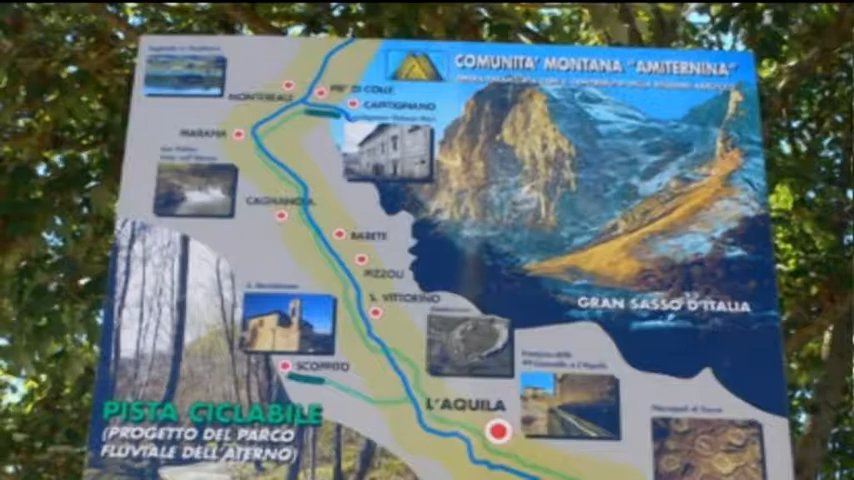 COMUNITA' MONTANA "AMITERNINA"
MONTEREALE
PIE' DI COLLE
CAPITIGNANO
MARANA
CAGNANO A.
BARETE
PIZZOLI
S. VITTORINO
GRAN SASSO D'ITALIA
SCOPPITO
L'AQUILA
PISTA CICLABILE
(PROGETTO DEL PARCO
FLUVIALE DELL'ATERNO)